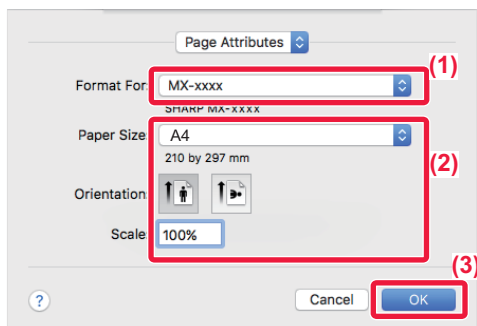 Page Attributes
(1)
Format For: MX-xxxx
SHARP MX-xxxx
Paper Size: A4
210 by 297 mm
(2)
Orientation:
Scale: 100%
(3)
? Cancel OK